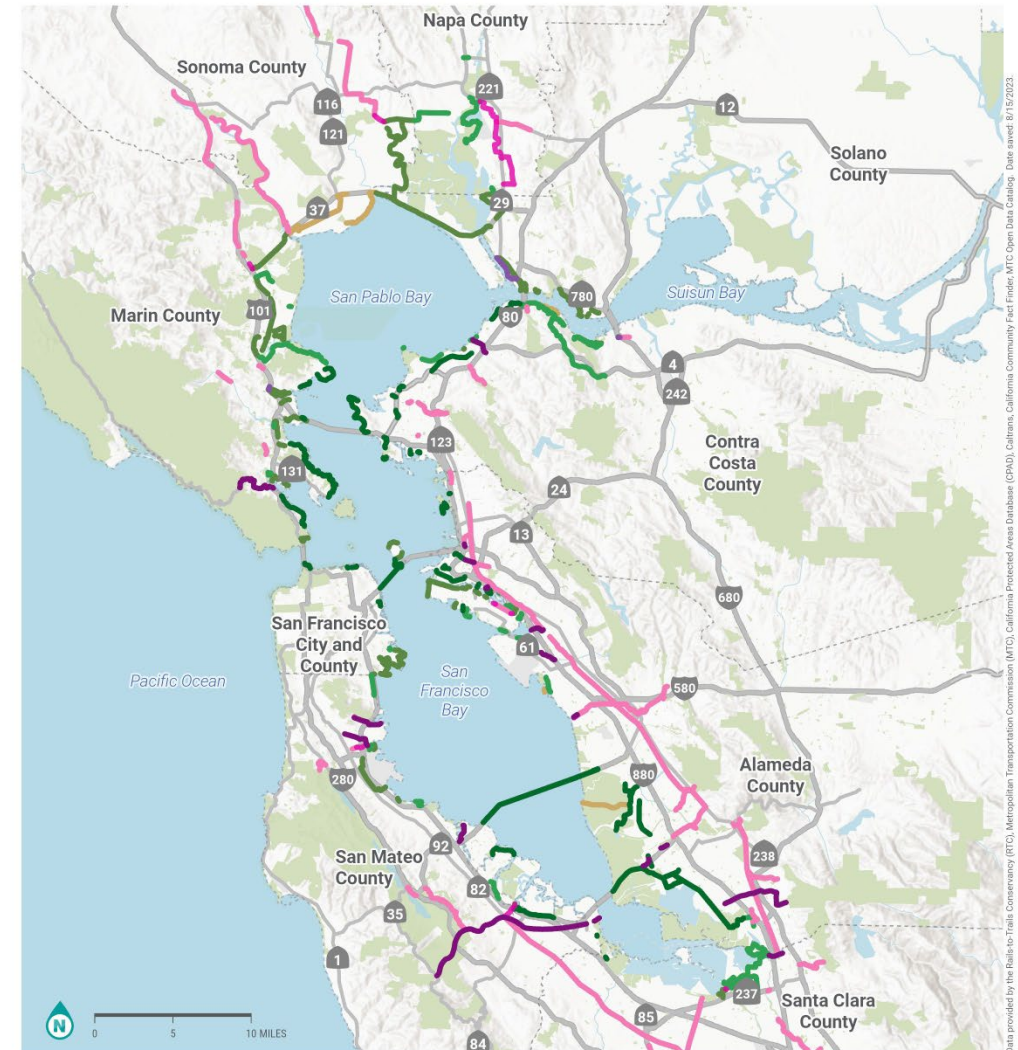 Napa County
Sonoma County
221
116
12
121
Solano
County
37
29
San Pablo Bay
780
Suisun Bay
101
80
Marin County
4
242
123
Contra
Costa
County
131
24
13
680
San Francisco
City and
County
61
Pacific Ocean
San
Francisco
Bay
580
280
880
Alameda
County
92
San Mateo
County
238
82
35
1
237
Santa Clara
County
85
84
N
0 5 10 MILES
Data provided by the Rails-to-Trails Conservancy (RTC), Metropolitan Transportation Commission (MTC), California Protected Areas Database (CPAD), Caltrans, California Community Fact Finder, MTC Open Data Catalog. Date saved: 8/15/2023.